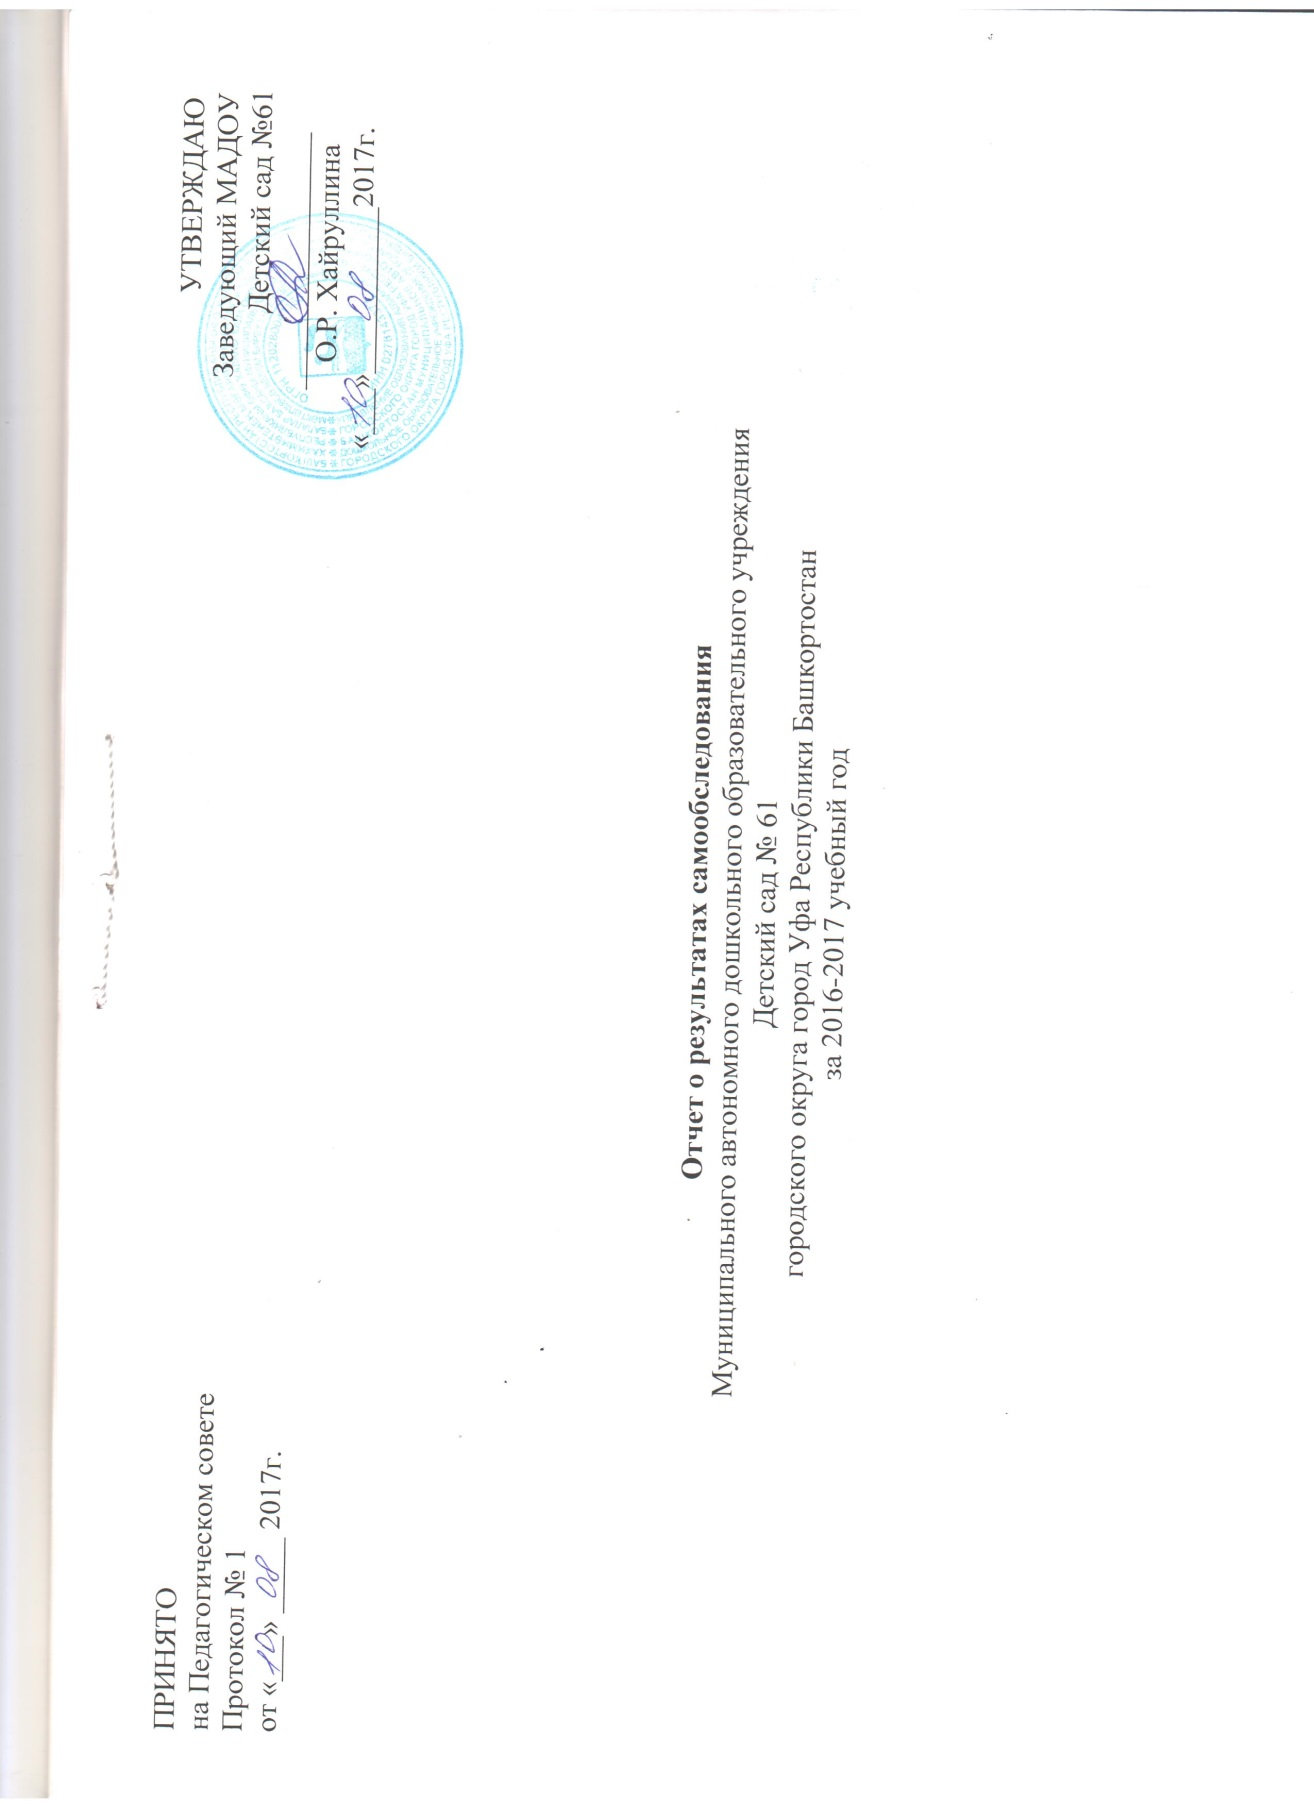 ПРИНЯТО
на Педагогическом совете
Протокол № 1
от «10» 08 2017г.
УТВЕРЖДАЮ
Заведующий МАДОУ
Детский сад №61
О.Р. Хайруллина
«10» 08 2017г.
Отчет о результатах самообследования
Муниципального автономного дошкольного образовательного учреждения
Детский сад № 61
городского округа город Уфа Республики Башкортостан
за 2016-2017 учебный год